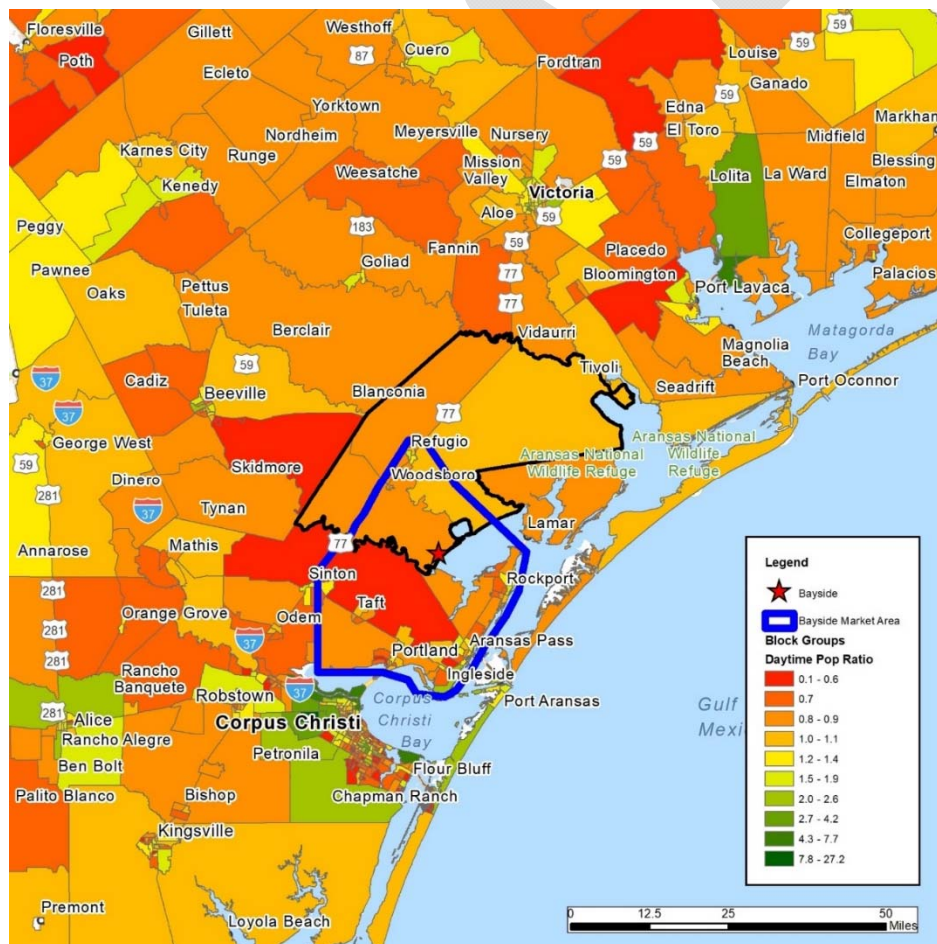 Floresville
Gillett
Westhoff
59
Louise
59
Poth
87
Cuero
Fordtran
Ecleto
59
Ganado
Yorktown
Edna
Markham
Nordheim
Meyersville
Nursery
59
El Toro
Midfield
Karnes City
Runge
Mission
Valley
59
Blessing
Kenedy
Weesatche
Victoria
Lolita
La Ward
Elmaton
Aloe
59
Peggy
183
Fannin
59
Placedo
Collegeport
Pawnee
Goliad
77
Bloomington
Oaks
Pettus
Port Lavaca
Palacios
Tuleta
77
Berclair
Vidaurri
Matagorda
Bay
Magnolia
Beach
59
Tivoli
37
Cadiz
Blanconia
Seadrift
Port Oconnor
Beeville
77
37
George West
Refugio
Aransas National
Wildlife
Refuge
Aransas National
Wildlife Refuge
59
Skidmore
Woodsboro
Dinero
281
37
Tynan
Lamar
77
Annarose
Mathis
Sinton
Rockport
281
Taft
Orange Grove
Odem
281
37
Portland
Aransas Pass
Rancho
Banquete
Ingleside
Robstown
37
Corpus
Christi
Bay
Port Aransas
281
Alice
Corpus Christi
Gulf
Mexi
Rancho Alegre
Petronila
Ben Bolt
Flour Bluff
Palito Blanco
Bishop
Chapman Ranch
Kingsville
Premont
Loyola Beach
Legend
Bayside
Bayside Market Area
Block Groups
Daytime Pop Ratio
0.1 - 0.6
0.7
0.8 - 0.9
1.0 - 1.1
1.2 - 1.4
1.5 - 1.9
2.0 - 2.6
2.7 - 4.2
4.3 - 7.7
7.8 - 27.2
0 12.5 25 50
Miles